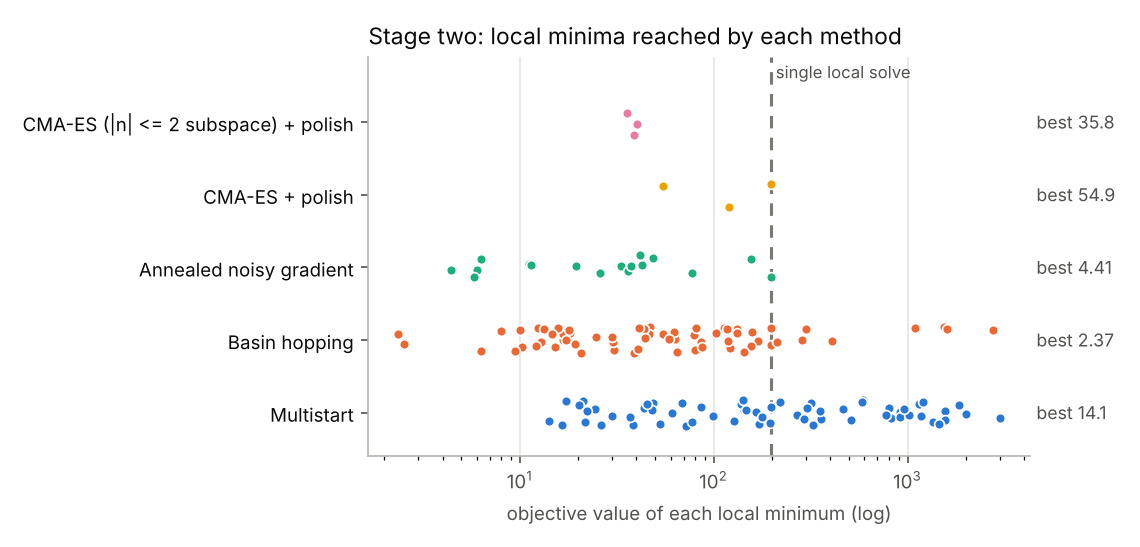 Stage two: local minima reached by each method
single local solve
CMA-ES (|n| <= 2 subspace) + polish
best 35.8
CMA-ES + polish
best 54.9
Annealed noisy gradient
best 4.41
Basin hopping
best 2.37
Multistart
best 14.1
10¹ 10² 10³
objective value of each local minimum (log)